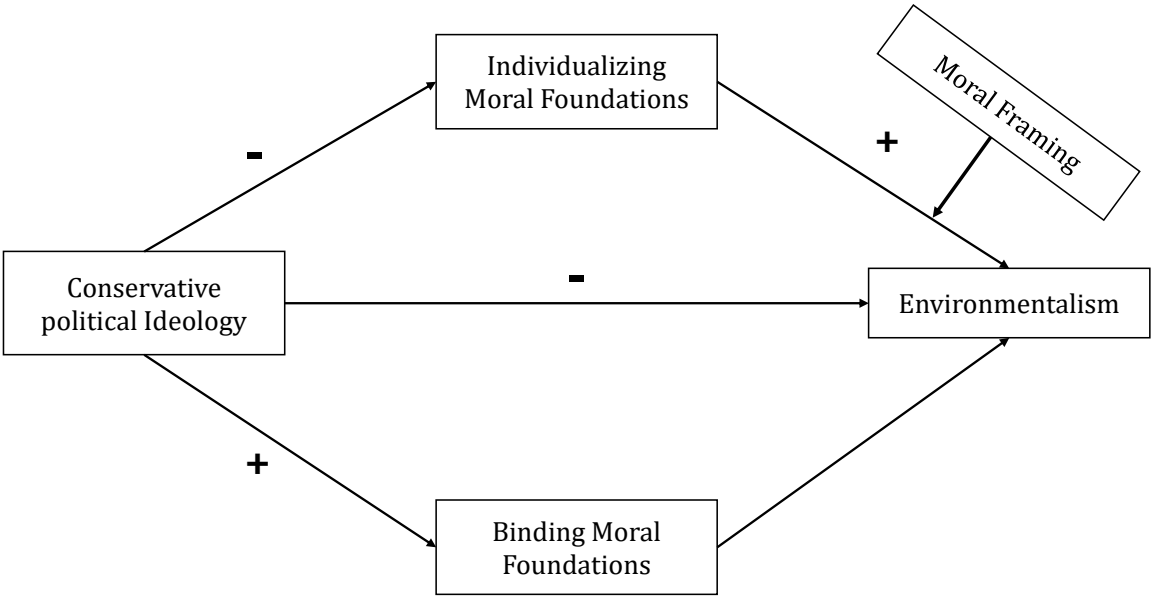 Individualizing
Moral Foundations
Moral Framing
+
-
-
Conservative
political Ideology
Environmentalism
+
Binding Moral
Foundations